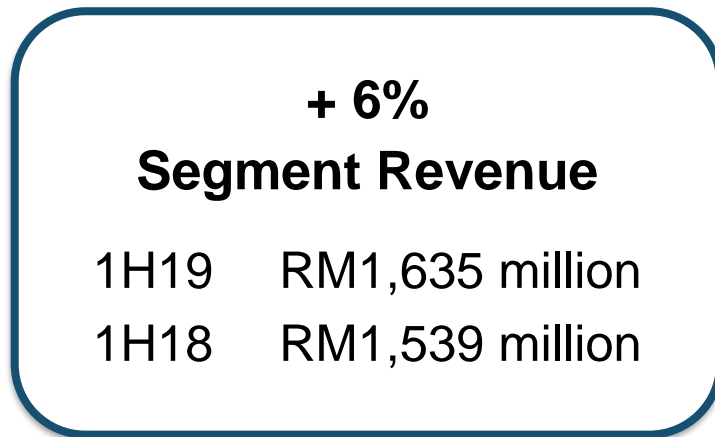 + 6%
Segment Revenue
1H19 RM1,635 million
1H18 RM1,539 million